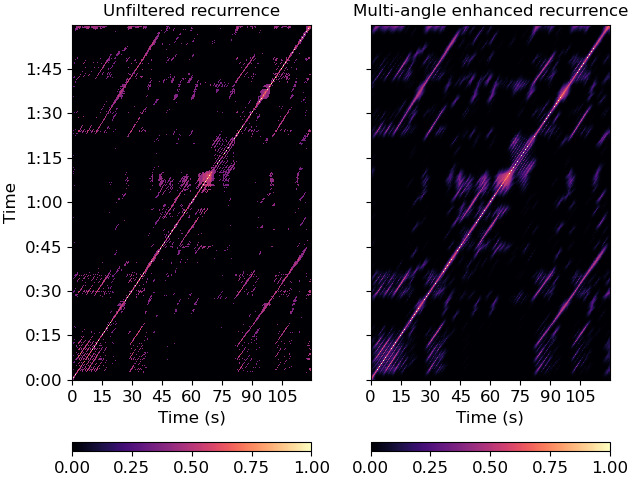 Unfiltered recurrence
Multi-angle enhanced recurrence
Time
1:45
1:30
1:15
1:00
0:45
0:30
0:15
0:00
0 15 30 45 60 75 90 105
0 15 30 45 60 75 90 105
Time (s)
Time (s)
0.00 0.25 0.50 0.75 1.00
0.00 0.25 0.50 0.75 1.00